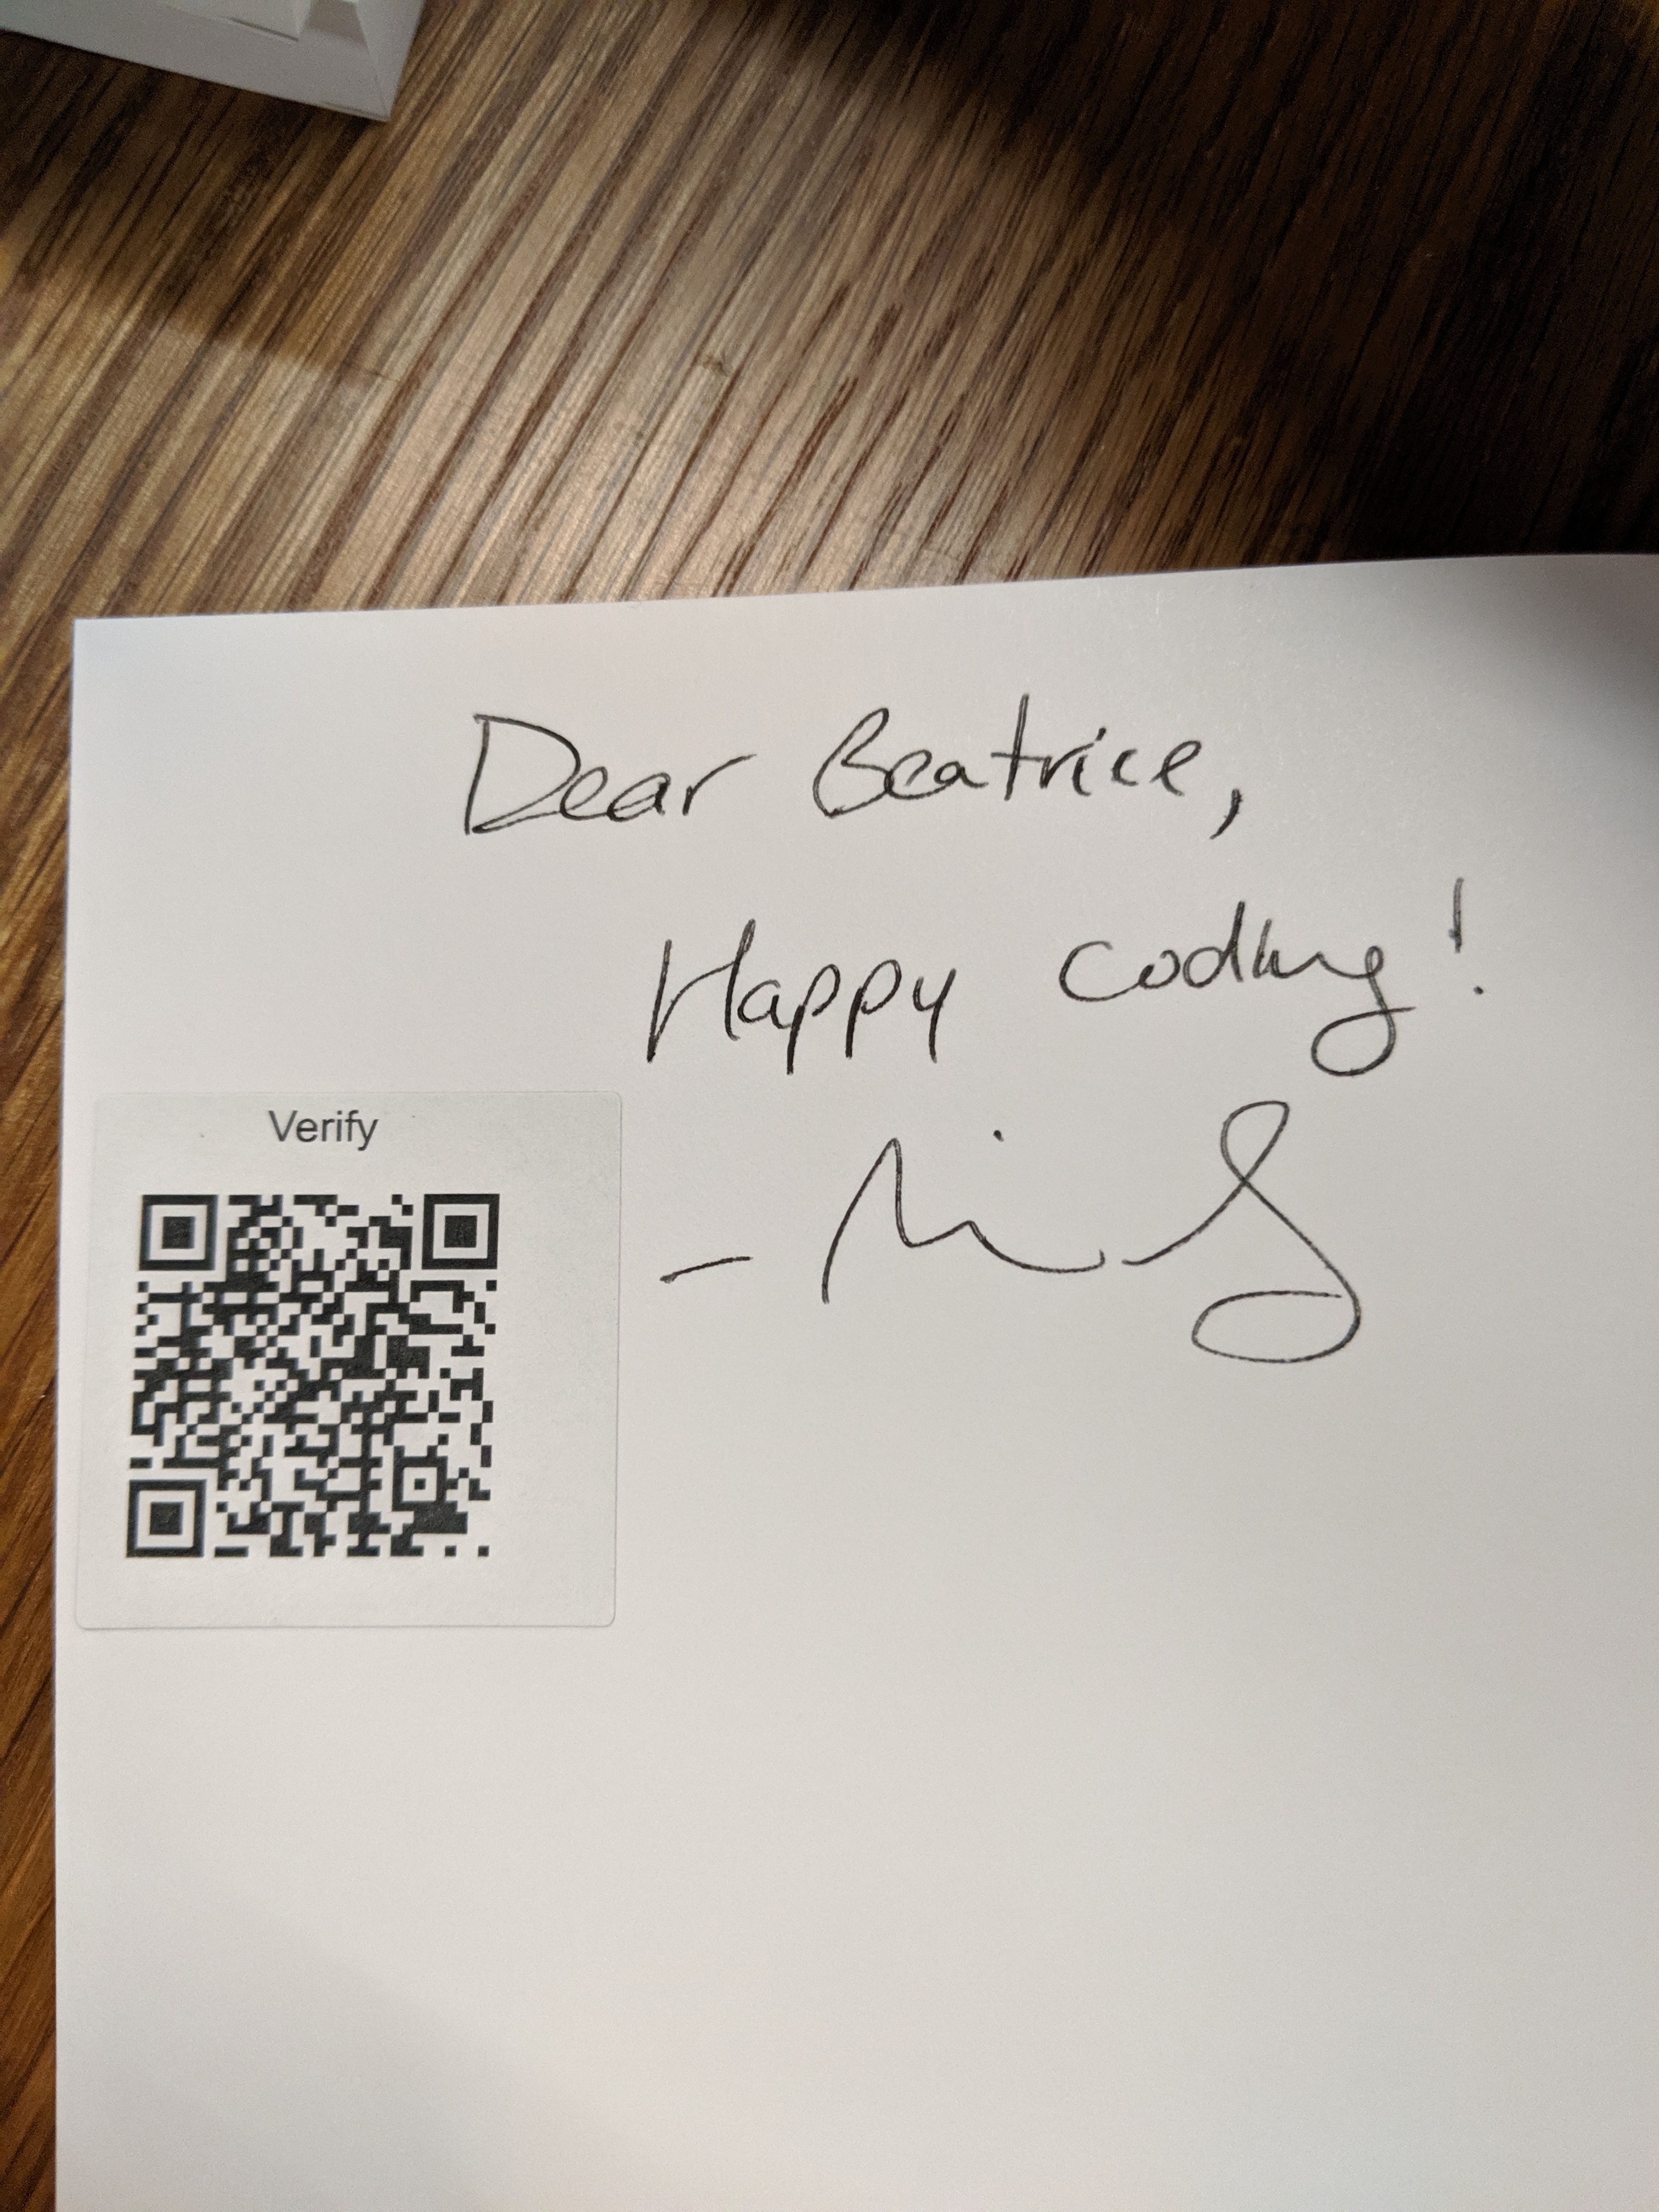 Dear Beatrice,
Happy coding!
Verify